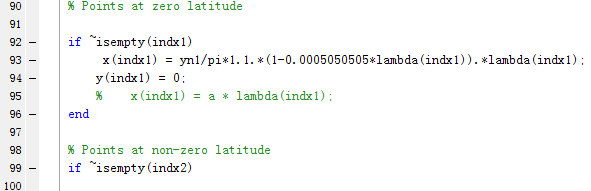 90 % Points at zero latitude
91
92 – if ~isempty(indx1)
93 – x(indx1) = yn1/pi*1.1.*(1-0.0005050505*lambda(indx1)).*lambda(indx1);
94 – y(indx1) = 0;
95 % x(indx1) = a * lambda(indx1);
96 – end
97
98 % Points at non-zero latitude
99 – if ~isempty(indx2)
100